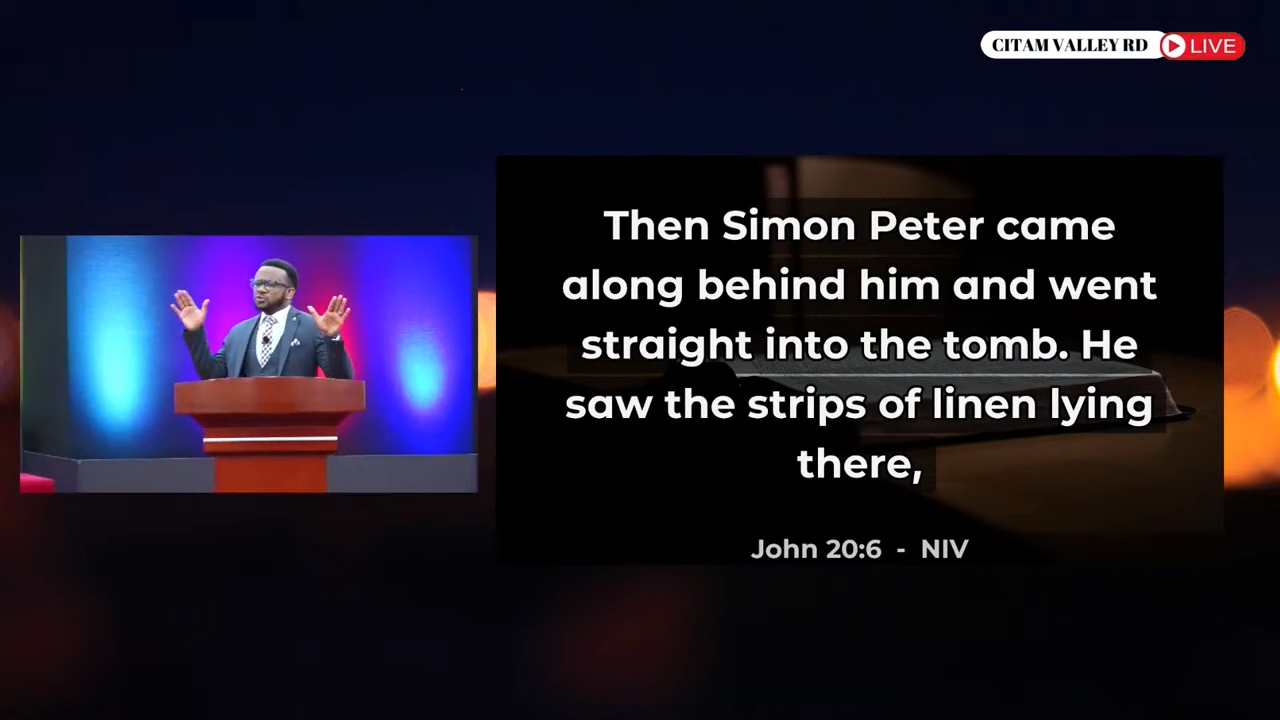 CITAM VALLEY RD LIVE
Then Simon Peter came
along behind him and went
straight into the tomb. He
saw the strips of linen lying
there,
John 20:6 - NIV